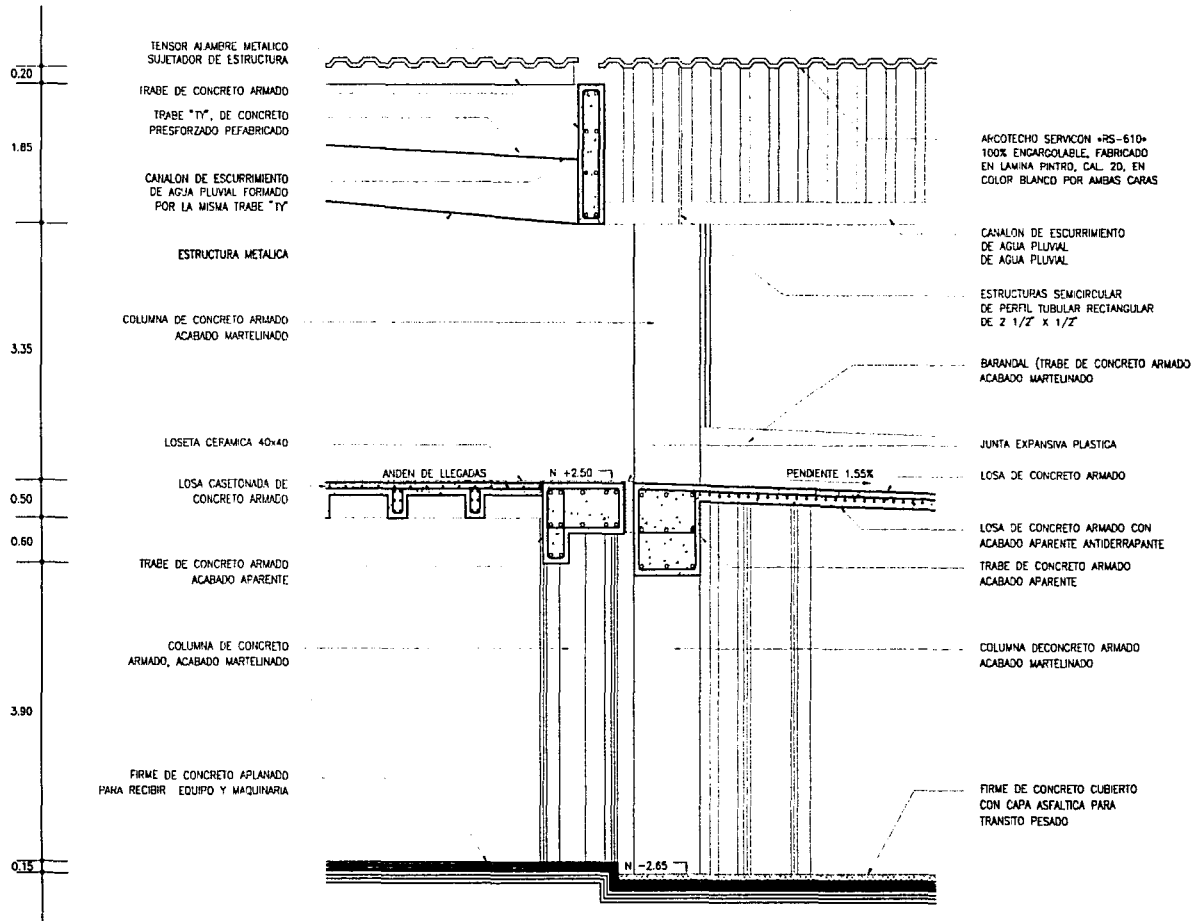 TENSOR ALAMBRE METALICO
SUJETADOR DE ESTRUCTURA
0.20
TRABE DE CONCRETO ARMADO
TRABE "TY", DE CONCRETO
PRESFORZADO PEFABRICADO
1.85
CANALON DE ESCURRIMIENTO
DE AGUA PLUVIAL FORMADO
POR LA MISMA TRABE "TY"
ESTRUCTURA METALICA
COLUMNA DE CONCRETO ARMADO
ACABADO MARTELINADO
3.35
LOSETA CERAMICA 40x40
ANDEN DE LLEGADAS
N +2.50
PENDIENTE 1.55%
LOSA CASETONADA DE
CONCRETO ARMADO
0.50
0.60
TRABE DE CONCRETO ARMADO
ACABADO APARENTE
COLUMNA DE CONCRETO
ARMADO, ACABADO MARTELINADO
3.90
FIRME DE CONCRETO APLANADO
PARA RECIBIR EQUIPO Y MAQUINARIA
0.15
N -2.65
ARCOTECHO SERVICON «RS-610»
100% ENGARGOLABLE, FABRICADO
EN LAMINA PINTRO, CAL. 20, EN
COLOR BLANCO POR AMBAS CARAS
CANALON DE ESCURRIMIENTO
DE AGUA PLUVIAL
DE AGUA PLUVIAL
ESTRUCTURAS SEMICIRCULAR
DE PERFIL TUBULAR RECTANGULAR
DE 2 1/2" X 1/2"
BARANDAL (TRABE DE CONCRETO ARMADO
ACABADO MARTELINADO
JUNTA EXPANSIVA PLASTICA
LOSA DE CONCRETO ARMADO
LOSA DE CONCRETO ARMADO CON
ACABADO APARENTE ANTIDERRAPANTE
TRABE DE CONCRETO ARMADO
ACABADO APARENTE
COLUMNA DECONCRETO ARMADO
ACABADO MARTELINADO
FIRME DE CONCRETO CUBIERTO
CON CAPA ASFALTICA PARA
TRANSITO PESADO